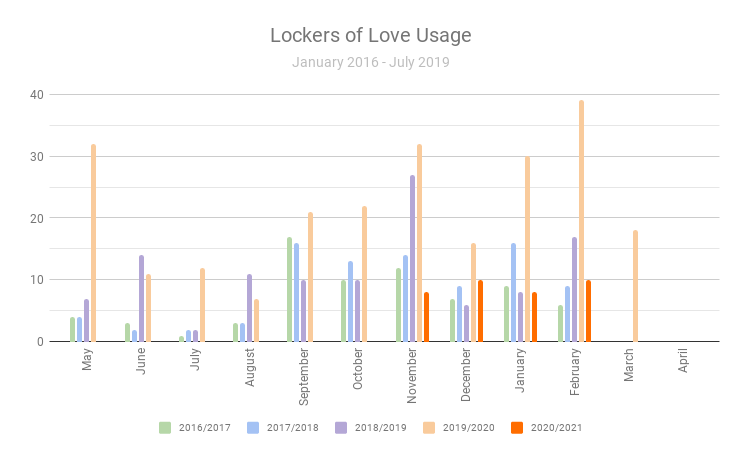 Lockers of Love Usage
January 2016 - July 2019
40
30
20
10
0
May
June
July
August
September
October
November
December
January
February
March
April
2016/2017 2017/2018 2018/2019 2019/2020 2020/2021